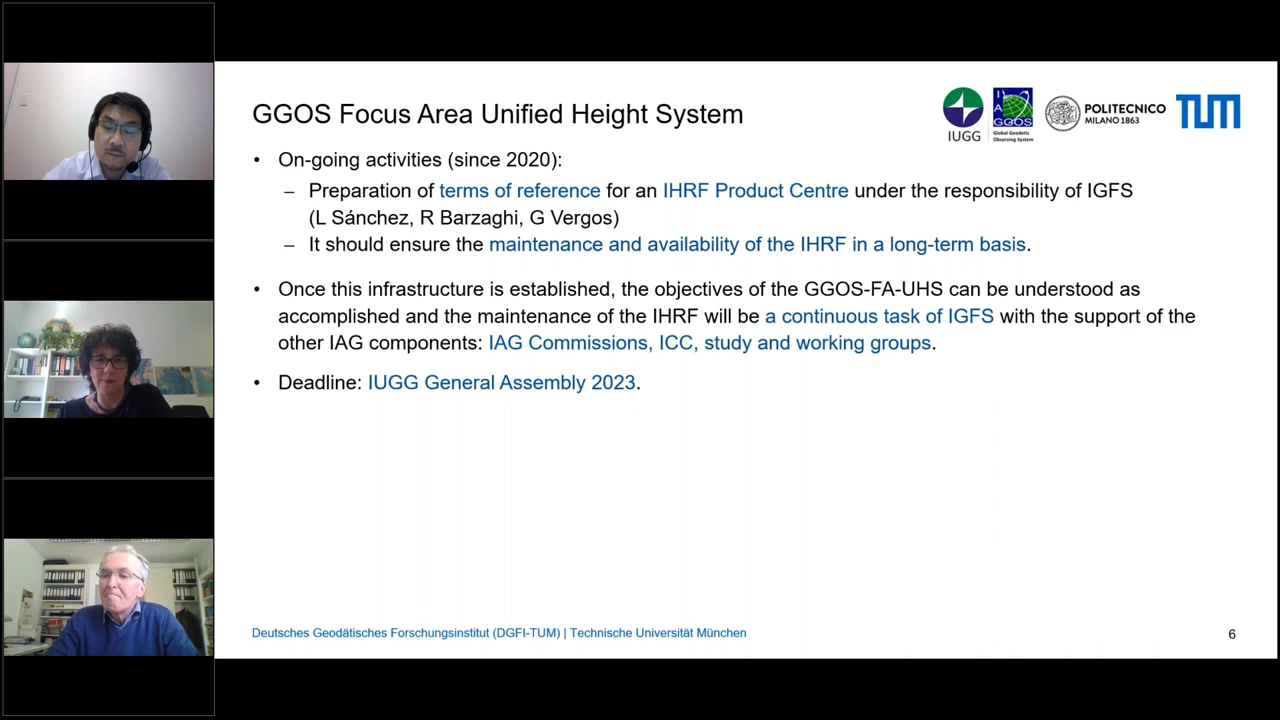 GGOS Focus Area Unified Height System
IUGG
GGOS
Global Geodetic
Observing System
POLITECNICO
MILANO 1863
TUM
• On-going activities (since 2020):
– Preparation of terms of reference for an IHRF Product Centre under the responsibility of IGFS
(L Sánchez, R Barzaghi, G Vergos)
– It should ensure the maintenance and availability of the IHRF in a long-term basis.
• Once this infrastructure is established, the objectives of the GGOS-FA-UHS can be understood as
accomplished and the maintenance of the IHRF will be a continuous task of IGFS with the support of the
other IAG components: IAG Commissions, ICC, study and working groups.
• Deadline: IUGG General Assembly 2023.
Deutsches Geodätisches Forschungsinstitut (DGFI-TUM) | Technische Universität München
6